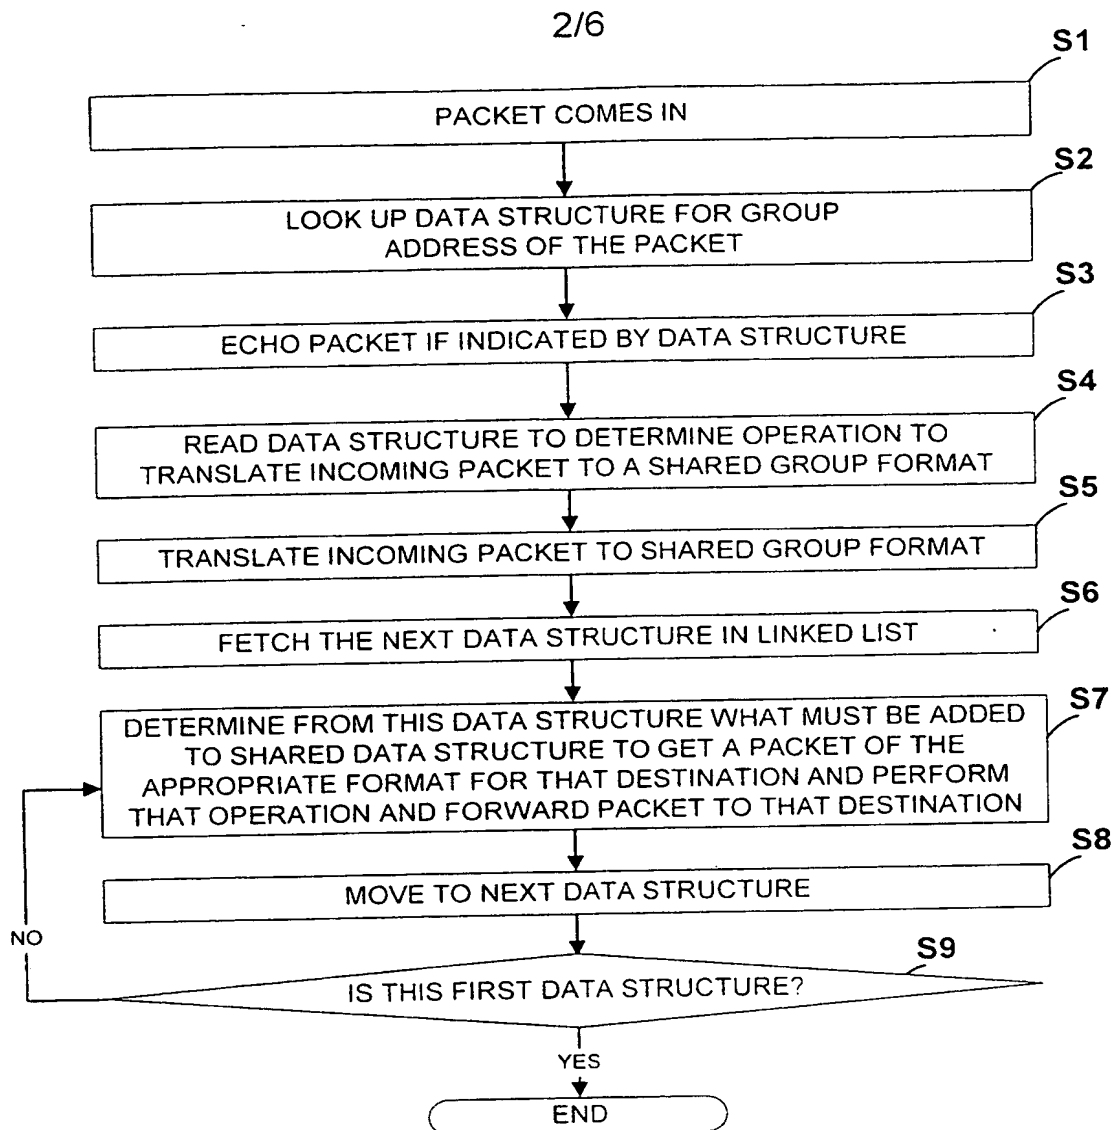 2/6
S1
PACKET COMES IN
S2
LOOK UP DATA STRUCTURE FOR GROUP
ADDRESS OF THE PACKET
S3
ECHO PACKET IF INDICATED BY DATA STRUCTURE
S4
READ DATA STRUCTURE TO DETERMINE OPERATION TO
TRANSLATE INCOMING PACKET TO A SHARED GROUP FORMAT
S5
TRANSLATE INCOMING PACKET TO SHARED GROUP FORMAT
S6
FETCH THE NEXT DATA STRUCTURE IN LINKED LIST
S7
DETERMINE FROM THIS DATA STRUCTURE WHAT MUST BE ADDED
TO SHARED DATA STRUCTURE TO GET A PACKET OF THE
APPROPRIATE FORMAT FOR THAT DESTINATION AND PERFORM
THAT OPERATION AND FORWARD PACKET TO THAT DESTINATION
S8
MOVE TO NEXT DATA STRUCTURE
NO
S9
IS THIS FIRST DATA STRUCTURE?
YES
END